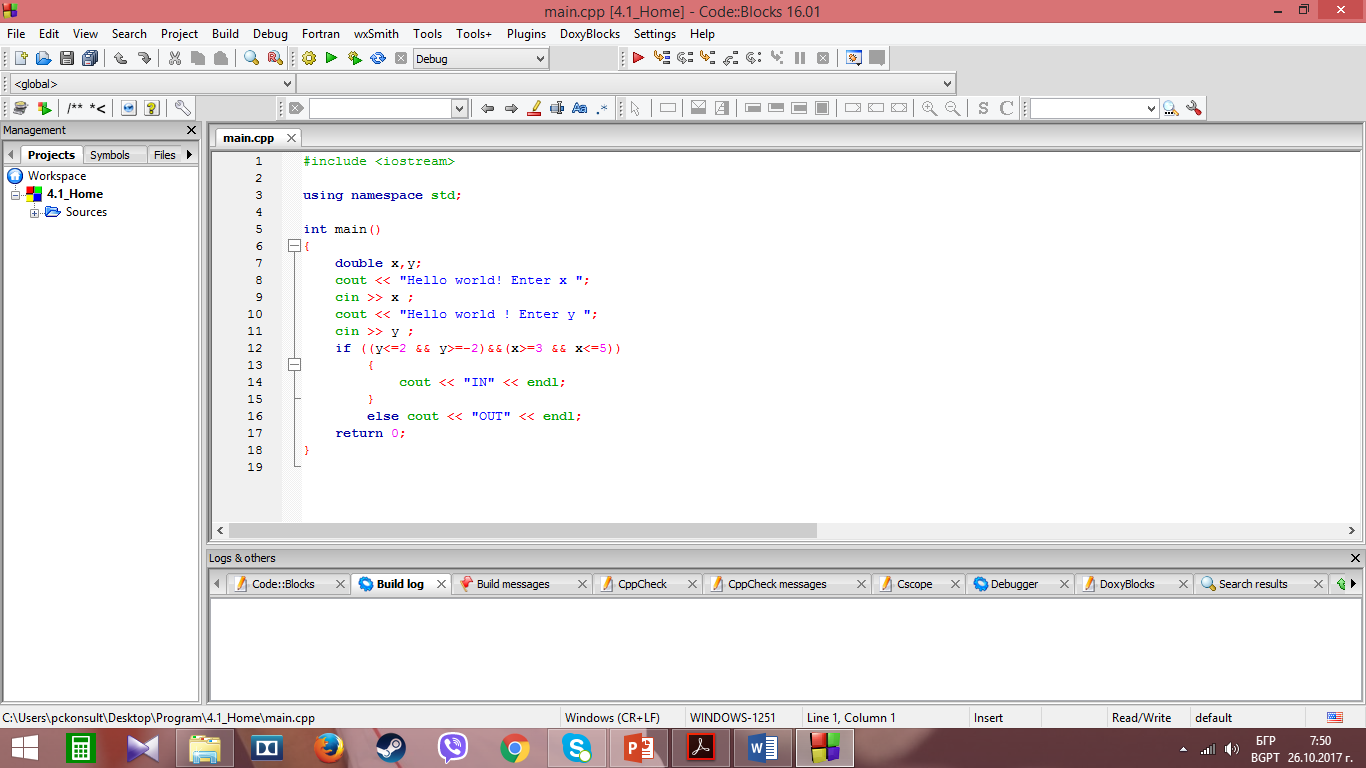 main.cpp [4.1_Home] - Code::Blocks 16.01
File Edit View Search Project Build Debug Fortran wxSmith Tools Tools+ Plugins DoxyBlocks Settings Help
Debug
<global>
/** *< Aa .* S C
Management
main.cpp
Projects Symbols Files
Workspace
4.1_Home
Sources
1 #include <iostream>
2
3 using namespace std;
4
5 int main()
6 {
7 double x,y;
8 cout << "Hello world! Enter x ";
9 cin >> x ;
10 cout << "Hello world ! Enter y ";
11 cin >> y ;
12 if ((y<=2 && y>=-2)&&(x>=3 && x<=5))
13 {
14 cout << "IN" << endl;
15 }
16 else cout << "OUT" << endl;
17 return 0;
18 }
19
Logs & others
Code::Blocks Build log Build messages CppCheck CppCheck messages Cscope Debugger DoxyBlocks Search results
C:\Users\pckonsult\Desktop\Program\4.1_Home\main.cpp Windows (CR+LF) WINDOWS-1251 Line 1, Column 1 Insert Read/Write default
БГР 7:50
BGPT 26.10.2017 г.